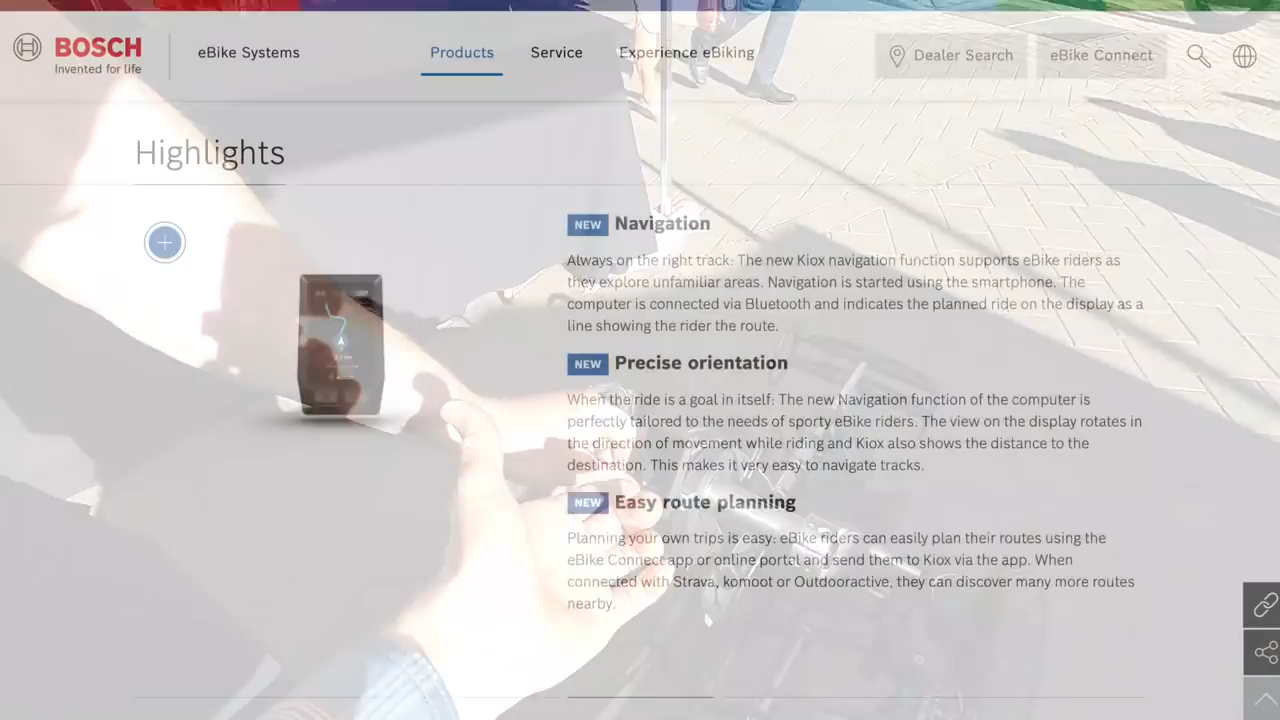 BOSCH
Invented for life
eBike Systems
Products
Service
Experience eBiking
Dealer Search
eBike Connect
Highlights
NEW Navigation
Always on the right track: The new Kiox navigation function supports eBike riders as
they explore unfamiliar areas. Navigation is started using the smartphone. The
computer is connected via Bluetooth and indicates the planned ride on the display as a
line showing the rider the route.
NEW Precise orientation
When the ride is a goal in itself: The new Navigation function of the computer is
perfectly tailored to the needs of sporty eBike riders. The view on the display rotates in
the direction of movement while riding and Kiox also shows the distance to the
destination. This makes it very easy to navigate tracks.
NEW Easy route planning
Planning your own trips is easy: eBike riders can easily plan their routes using the
eBike Connect app or online portal and send them to Kiox via the app. When
connected with Strava, komoot or Outdooractive, they can discover many more routes
nearby.